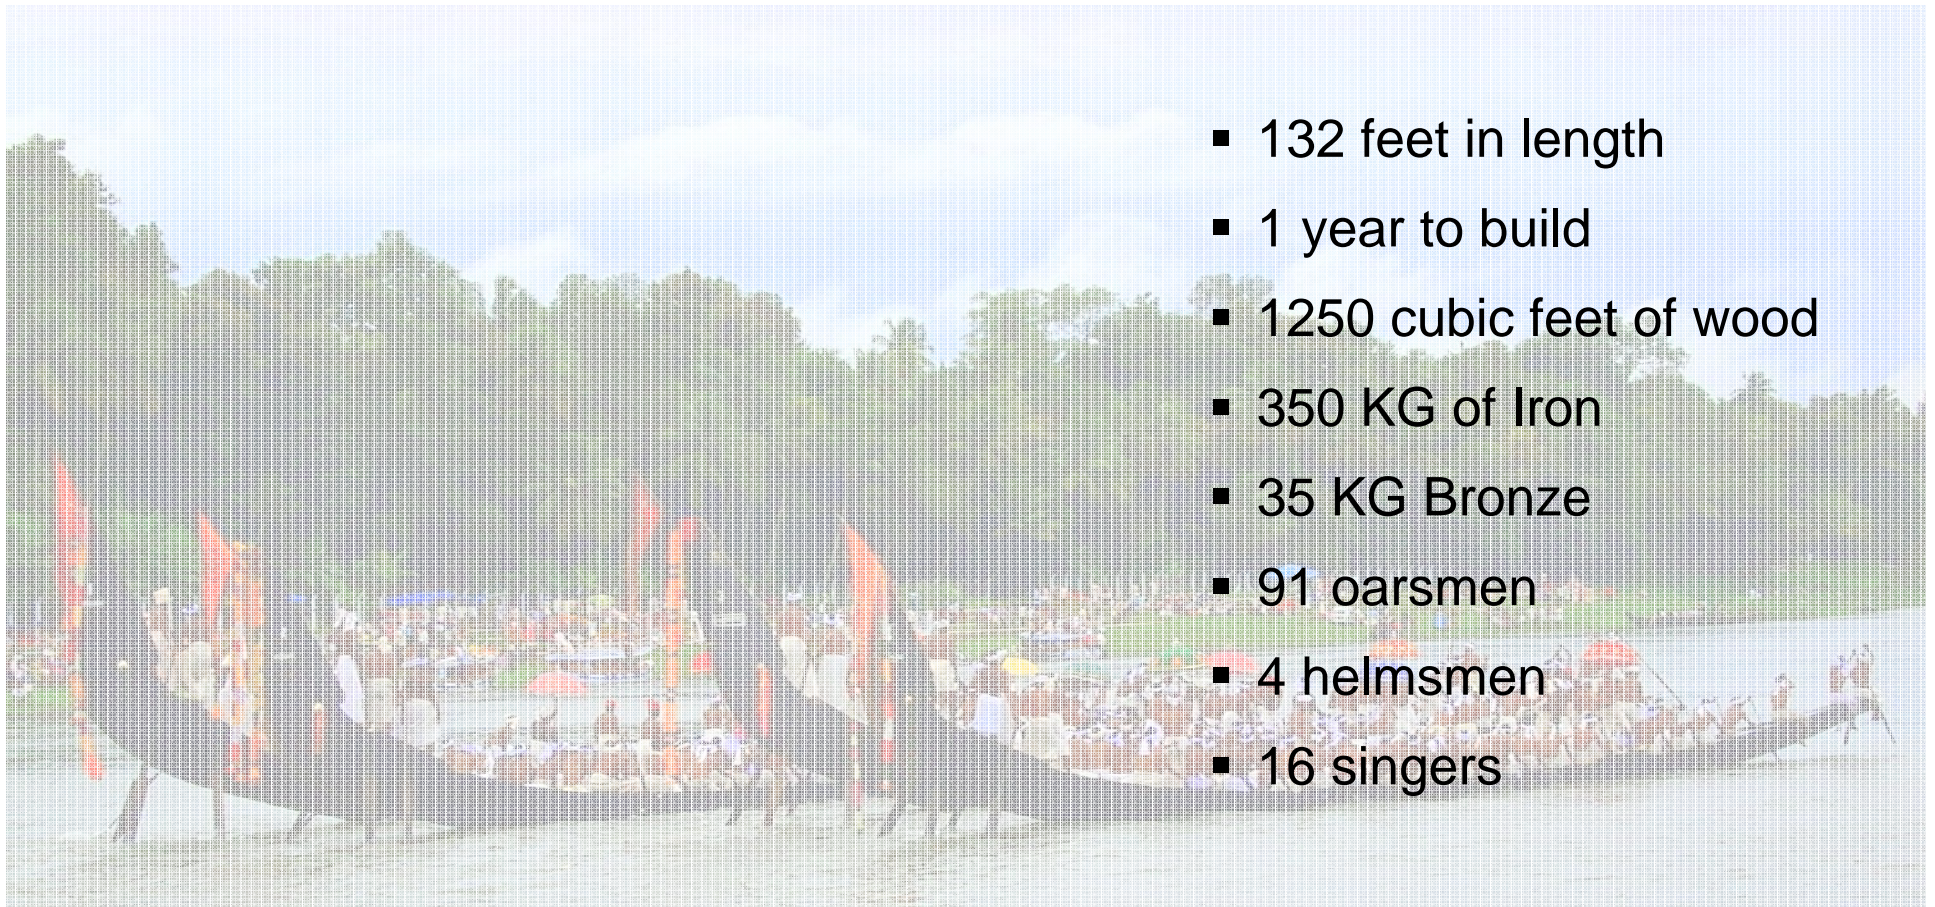 ▪ 132 feet in length
▪ 1 year to build
▪ 1250 cubic feet of wood
▪ 350 KG of Iron
▪ 35 KG Bronze
▪ 91 oarsmen
▪ 4 helmsmen
▪ 16 singers